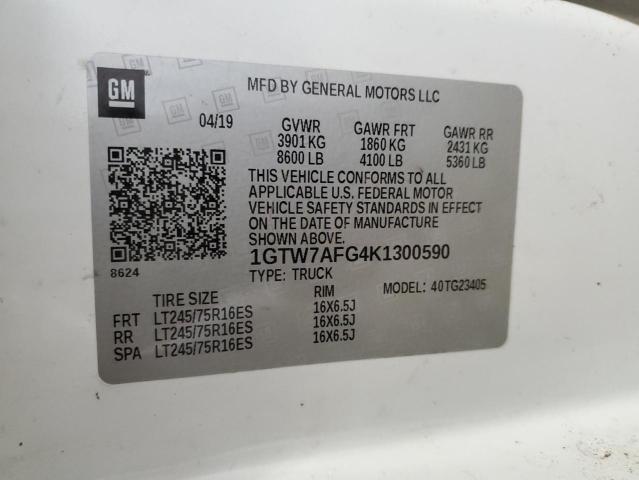 GM
MFD BY GENERAL MOTORS LLC
04/19 GVWR GAWR FRT GAWR RR
3901 KG 1860 KG 2431 KG
8600 LB 4100 LB 5360 LB
THIS VEHICLE CONFORMS TO ALL
APPLICABLE U.S. FEDERAL MOTOR
VEHICLE SAFETY STANDARDS IN EFFECT
ON THE DATE OF MANUFACTURE
SHOWN ABOVE.
8624
1GTW7AFG4K1300590
TYPE: TRUCK MODEL: 40TG23405
TIRE SIZE RIM
FRT LT245/75R16ES 16X6.5J
RR LT245/75R16ES 16X6.5J
SPA LT245/75R16ES 16X6.5J